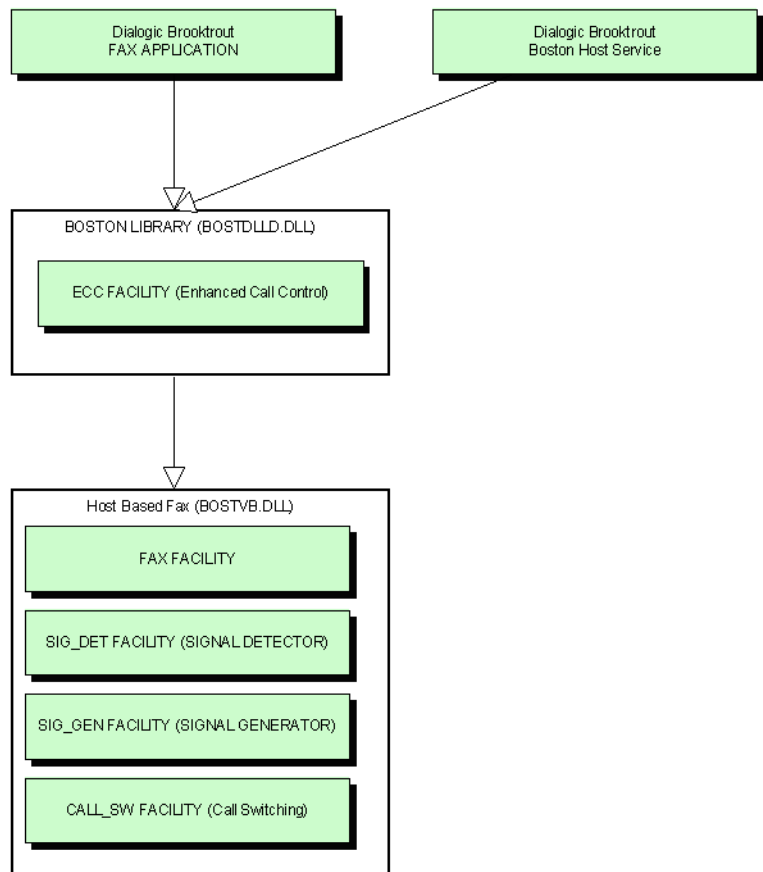 Dialogic Brooktrout
FAX APPLICATION
Dialogic Brooktrout
Boston Host Service
BOSTON LIBRARY (BOSTDLLD.DLL)
ECC FACILITY (Enhanced Call Control)
Host Based Fax (BOSTVB.DLL)
FAX FACILITY
SIG_DET FACILITY (SIGNAL DETECTOR)
SIG_GEN FACILITY (SIGNAL GENERATOR)
CALL_SW FACILITY (Call Switching)